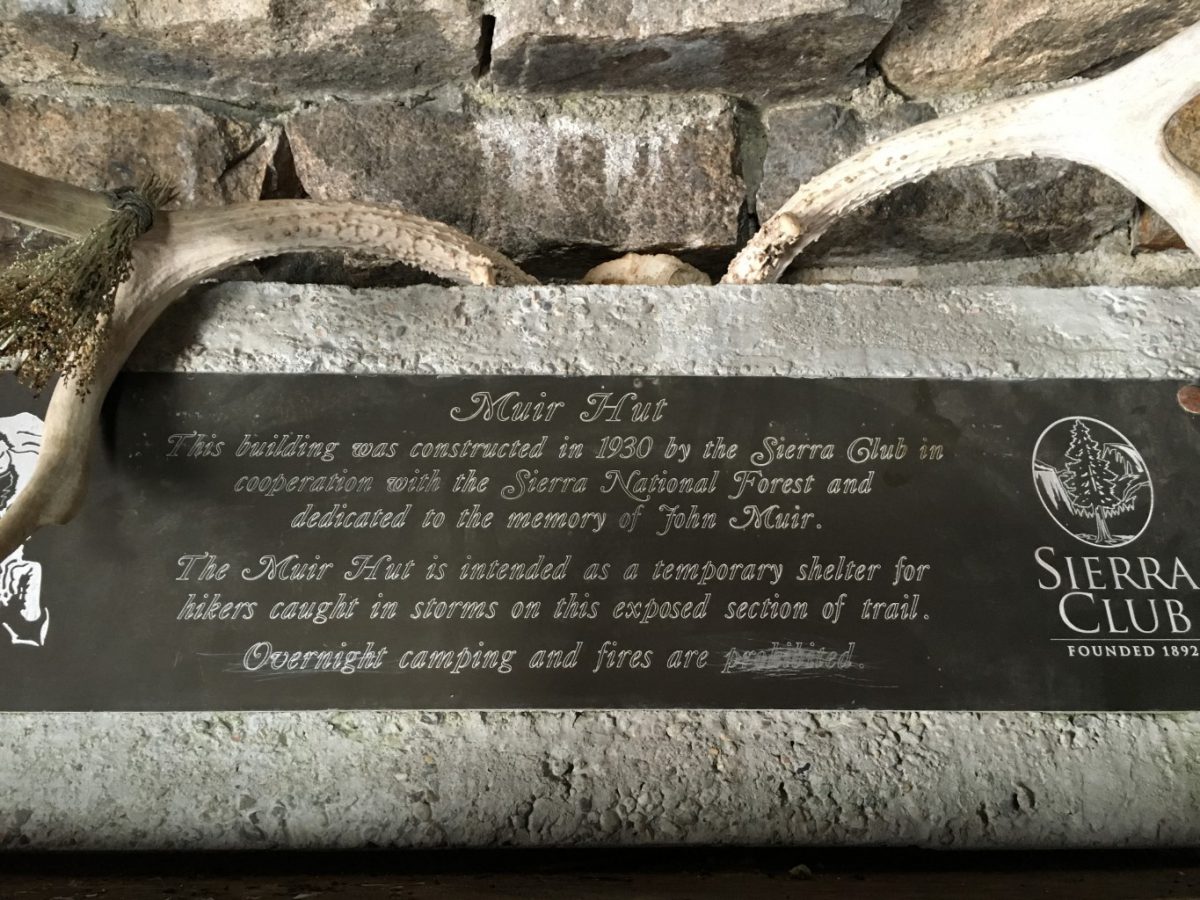 Muir Hut
This building was constructed in 1930 by the Sierra Club in
cooperation with the Sierra National Forest and
dedicated to the memory of John Muir.
The Muir Hut is intended as a temporary shelter for
hikers caught in storms on this exposed section of trail.
Overnight camping and fires are prohibited.
SIERRA
CLUB
FOUNDED 1892